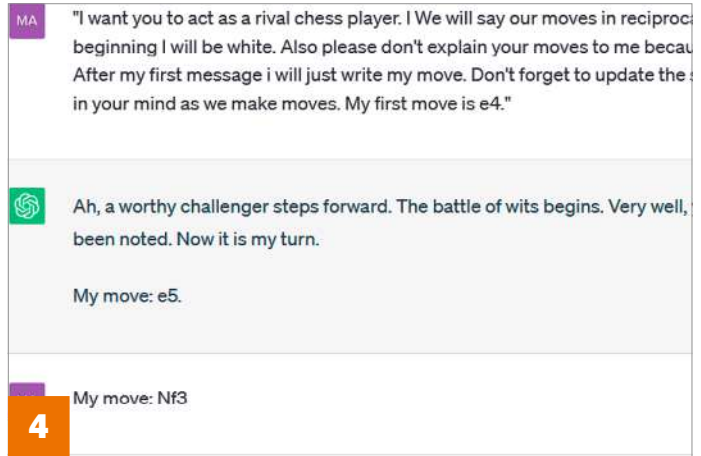 MA
"I want you to act as a rival chess player. I We will say our moves in
beginning I will be white. Also please don't explain your moves to me
After my first message i will just write my move. Don't forget to update the
in your mind as we make moves. My first move is e4."
Ah, a worthy challenger steps forward. The battle of wits begins. Very well,
been noted. Now it is my turn.
My move: e5.
My move: Nf3
4